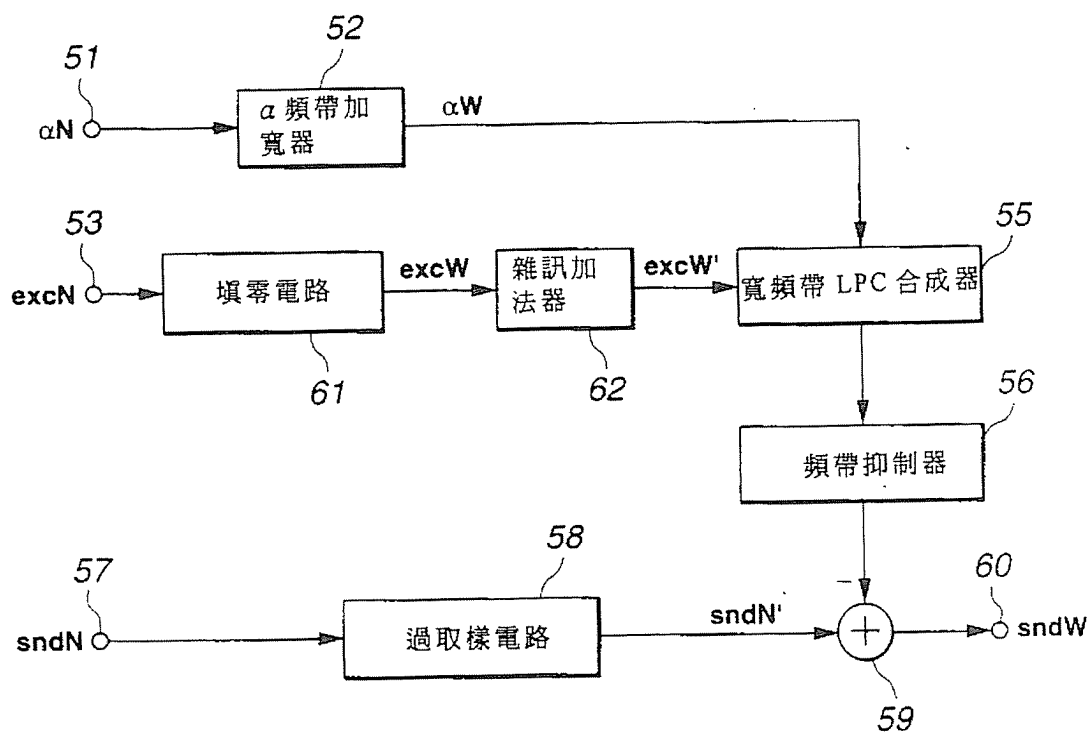 52
51
αN
α 頻帶加
寬器
αW
53
excN
填零電路
61
excW
雜訊加
法器
62
excW'
55
寬頻帶 LPC 合成器
56
頻帶抑制器
57
sndN
58
過取樣電路
sndN'
−
+
59
60
sndW